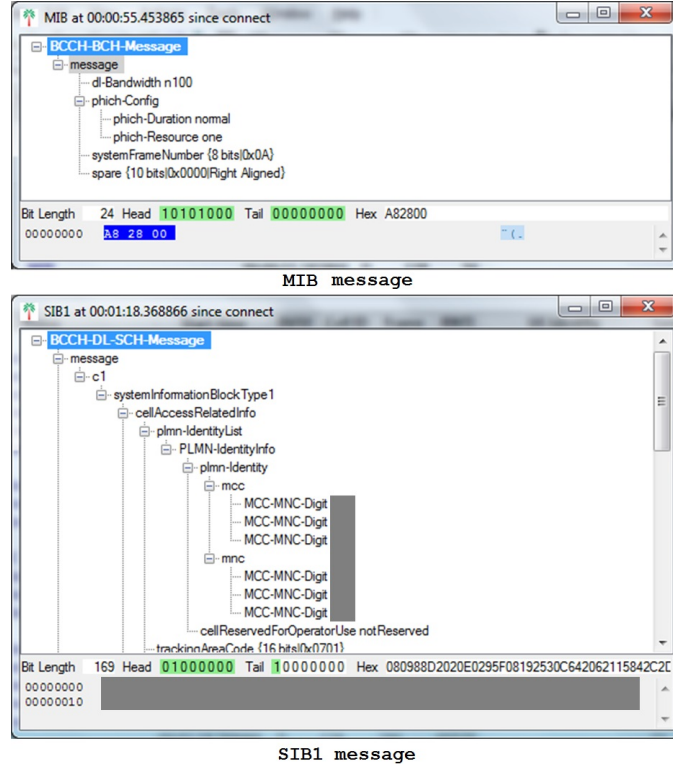 MIB at 00:00:55.453865 since connect
BCCH-BCH-Message
message
dl-Bandwidth n100
phich-Config
phich-Duration normal
phich-Resource one
systemFrameNumber {8 bits|0x0A}
spare {10 bits|0x0000|Right Aligned}
Bit Length 24 Head 10101000 Tail 00000000 Hex A82800
00000000 A8 28 00 ¨(.
MIB message
SIB1 at 00:01:18.368866 since connect
BCCH-DL-SCH-Message
message
c1
systemInformationBlockType1
cellAccessRelatedInfo
plmn-IdentityList
PLMN-IdentityInfo
plmn-Identity
mcc
MCC-MNC-Digit
MCC-MNC-Digit
MCC-MNC-Digit
mnc
MCC-MNC-Digit
MCC-MNC-Digit
MCC-MNC-Digit
cellReservedForOperatorUse notReserved
trackingAreaCode {16 bits|0x0701}
Bit Length 169 Head 01000000 Tail 10000000 Hex 080988D2020E0295F08192530C642062115842C2D
00000000
00000010
SIB1 message